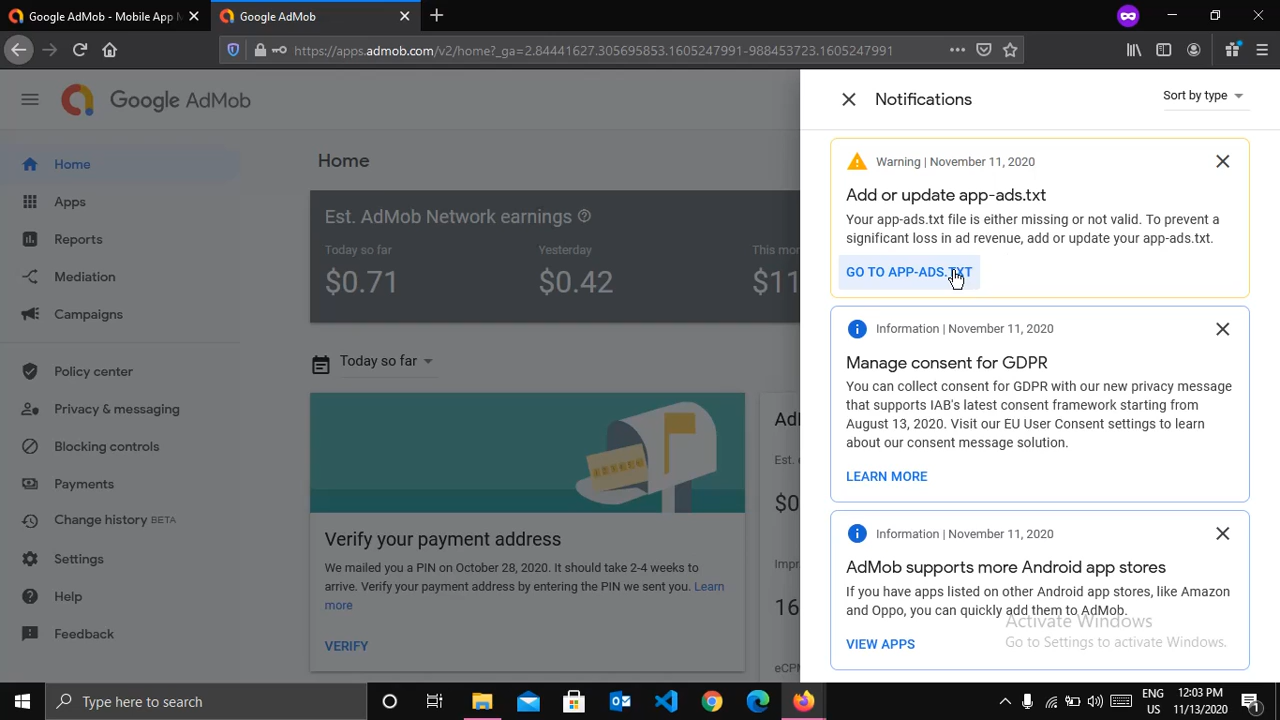 Google AdMob - Mobile App M
Google AdMob
https://apps.admob.com/v2/home?_ga=2.84441627.305695853.1605247991-988453723.1605247991
Google AdMob
Home
Apps
Reports
Mediation
Campaigns
Policy center
Privacy & messaging
Blocking controls
Payments
Change history BETA
Settings
Help
Feedback
Home
Est. AdMob Network earnings
Today so far
Yesterday
This mon
$0.71
$0.42
$11
Today so far
Verify your payment address
We mailed you a PIN on October 28, 2020. It should take 2-4 weeks to
arrive. Verify your payment address by entering the PIN we sent you. Learn
more
VERIFY
Ad
Est. e
$0
Impr
16
eCPM
Notifications
Sort by type
Warning | November 11, 2020
Add or update app-ads.txt
Your app-ads.txt file is either missing or not valid. To prevent a
significant loss in ad revenue, add or update your app-ads.txt.
GO TO APP-ADS.TXT
Information | November 11, 2020
Manage consent for GDPR
You can collect consent for GDPR with our new privacy message
that supports IAB's latest consent framework starting from
August 13, 2020. Visit our EU User Consent settings to learn
about our consent message solution.
LEARN MORE
Information | November 11, 2020
AdMob supports more Android app stores
If you have apps listed on other Android app stores, like Amazon
and Oppo, you can quickly add them to AdMob.
VIEW APPS
Activate Windows
Go to Settings to activate Windows.
Type here to search
ENG
US
12:03 PM
11/13/2020
1